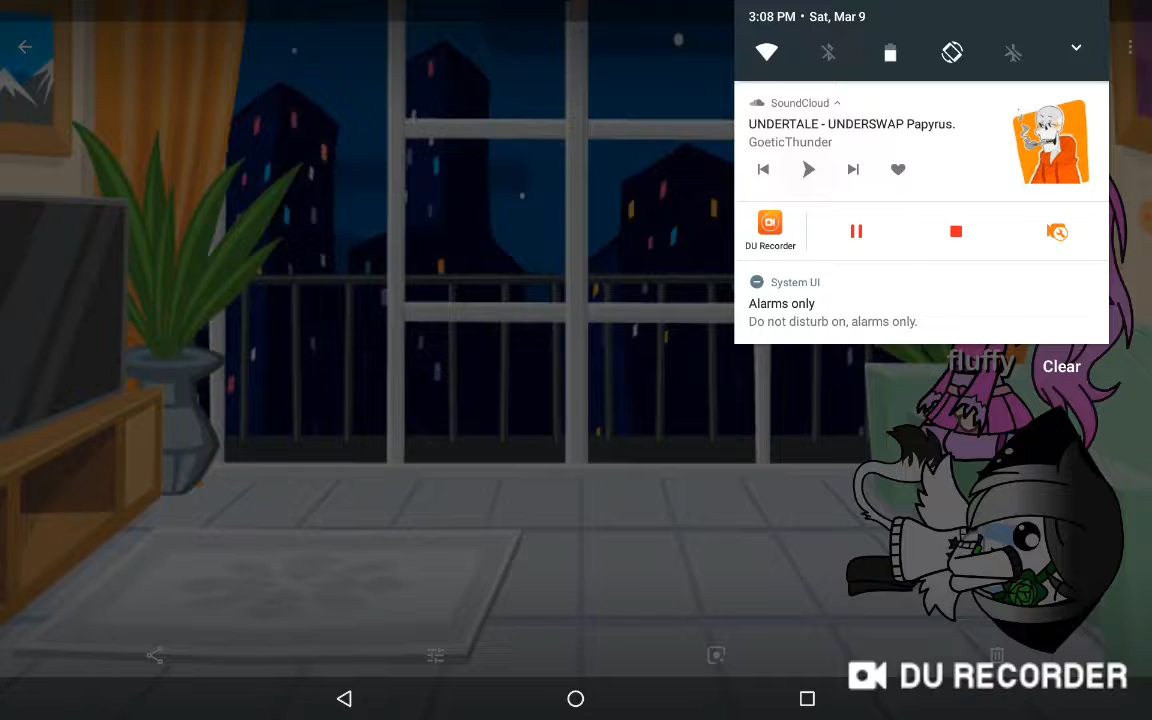 3:08 PM • Sat, Mar 9
SoundCloud
UNDERTALE - UNDERSWAP Papyrus.
GoeticThunder
DU Recorder
System UI
Alarms only
Do not disturb on, alarms only.
fluffy
Clear
DU RECORDER